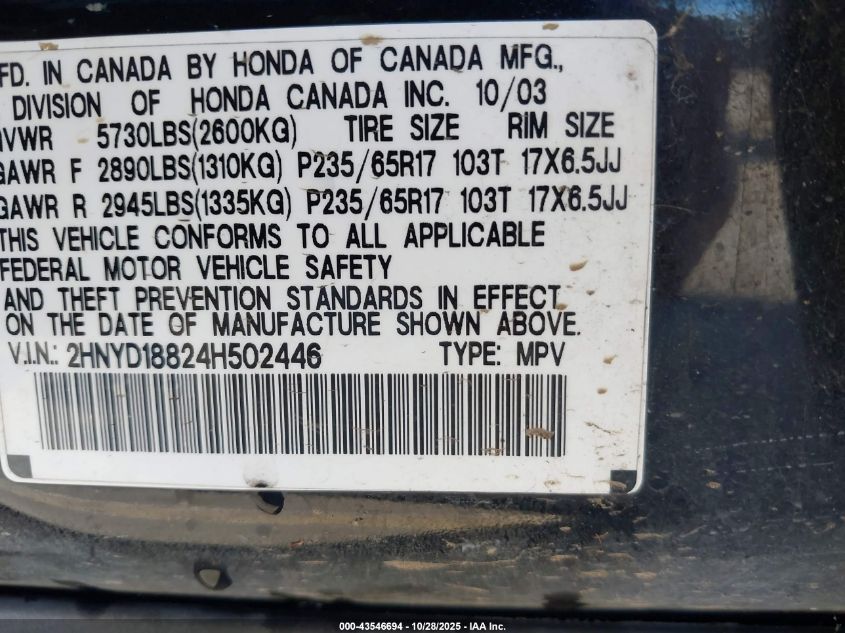 FD. IN CANADA BY HONDA OF CANADA MFG.,
DIVISION OF HONDA CANADA INC. 10/03
GVWR 5730LBS(2600KG) TIRE SIZE RIM SIZE
GAWR F 2890LBS(1310KG) P235/65R17 103T 17X6.5JJ
GAWR R 2945LBS(1335KG) P235/65R17 103T 17X6.5JJ
THIS VEHICLE CONFORMS TO ALL APPLICABLE
FEDERAL MOTOR VEHICLE SAFETY
AND THEFT PREVENTION STANDARDS IN EFFECT
ON THE DATE OF MANUFACTURE SHOWN ABOVE.
V.I.N.: 2HNYD18824H502446 TYPE: MPV
000-43546694 - 10/28/2025 - IAA Inc.